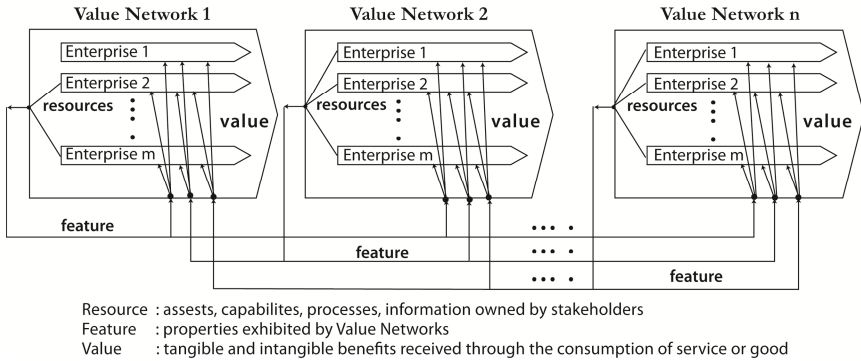 Value Network 1
Enterprise 1
Enterprise 2
resources
value
Enterprise m
feature
Value Network 2
Enterprise 1
Enterprise 2
resources
value
Enterprise m
feature
Value Network n
Enterprise 1
Enterprise 2
resources
value
Enterprise m
feature
Resource : assests, capabilites, processes, information owned by stakeholders
Feature : properties exhibited by Value Networks
Value : tangible and intangible benefits received through the consumption of service or good